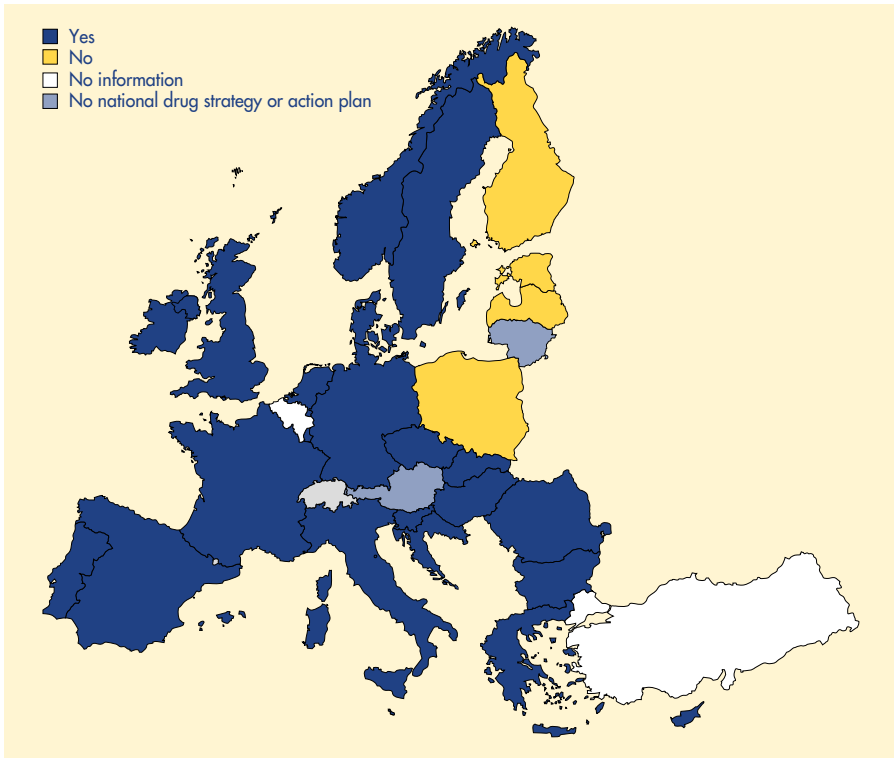 Yes
No
No information
No national drug strategy or action plan